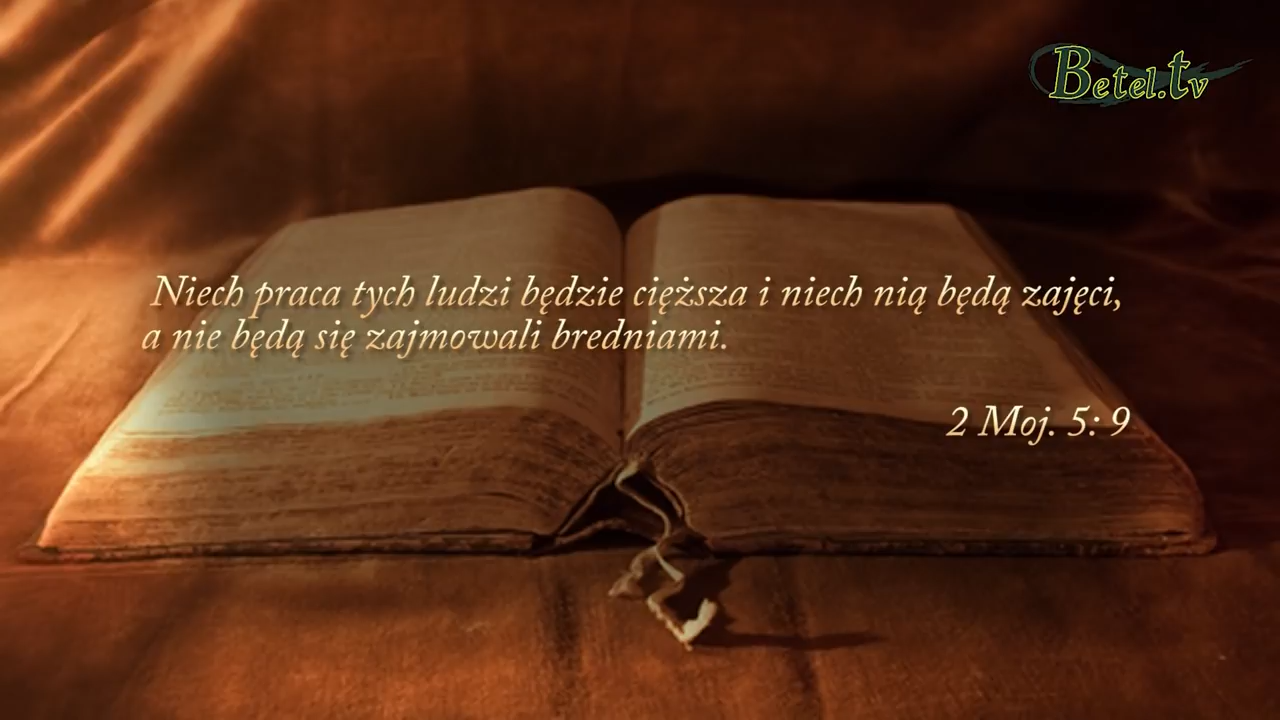 Betel.tv
Niech praca tych ludzi będzie cięższa i niech nią będą zajęci,
a nie będą się zajmowali bredniami.
2 Moj. 5: 9